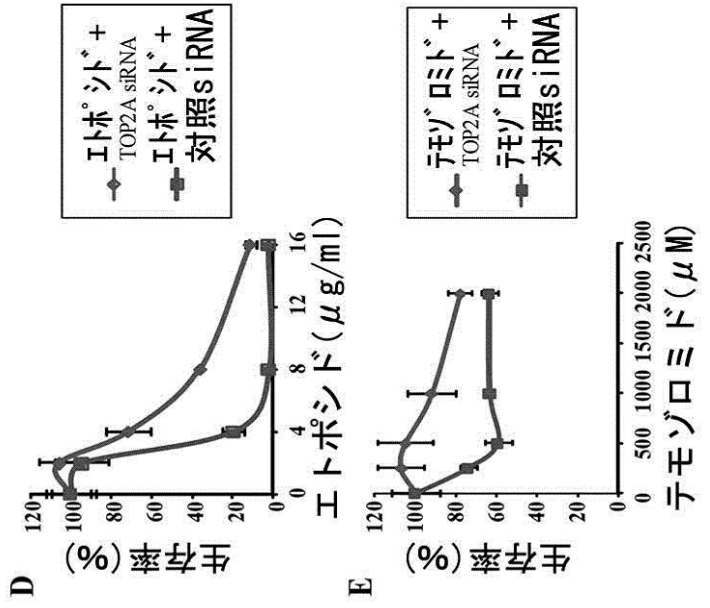 D
生存率(%)
120
100
80
60
40
20
0
0
4
8
12
16
エトポシド(μg/ml)
エトポシド+
TOP2A siRNA
エトポシド+
対照siRNA
E
生存率(%)
120
100
80
60
40
20
0
0
500
1000
1500
2000
2500
テモゾロミド(μM)
テモゾロミド+
TOP2A siRNA
テモゾロミド+
対照siRNA